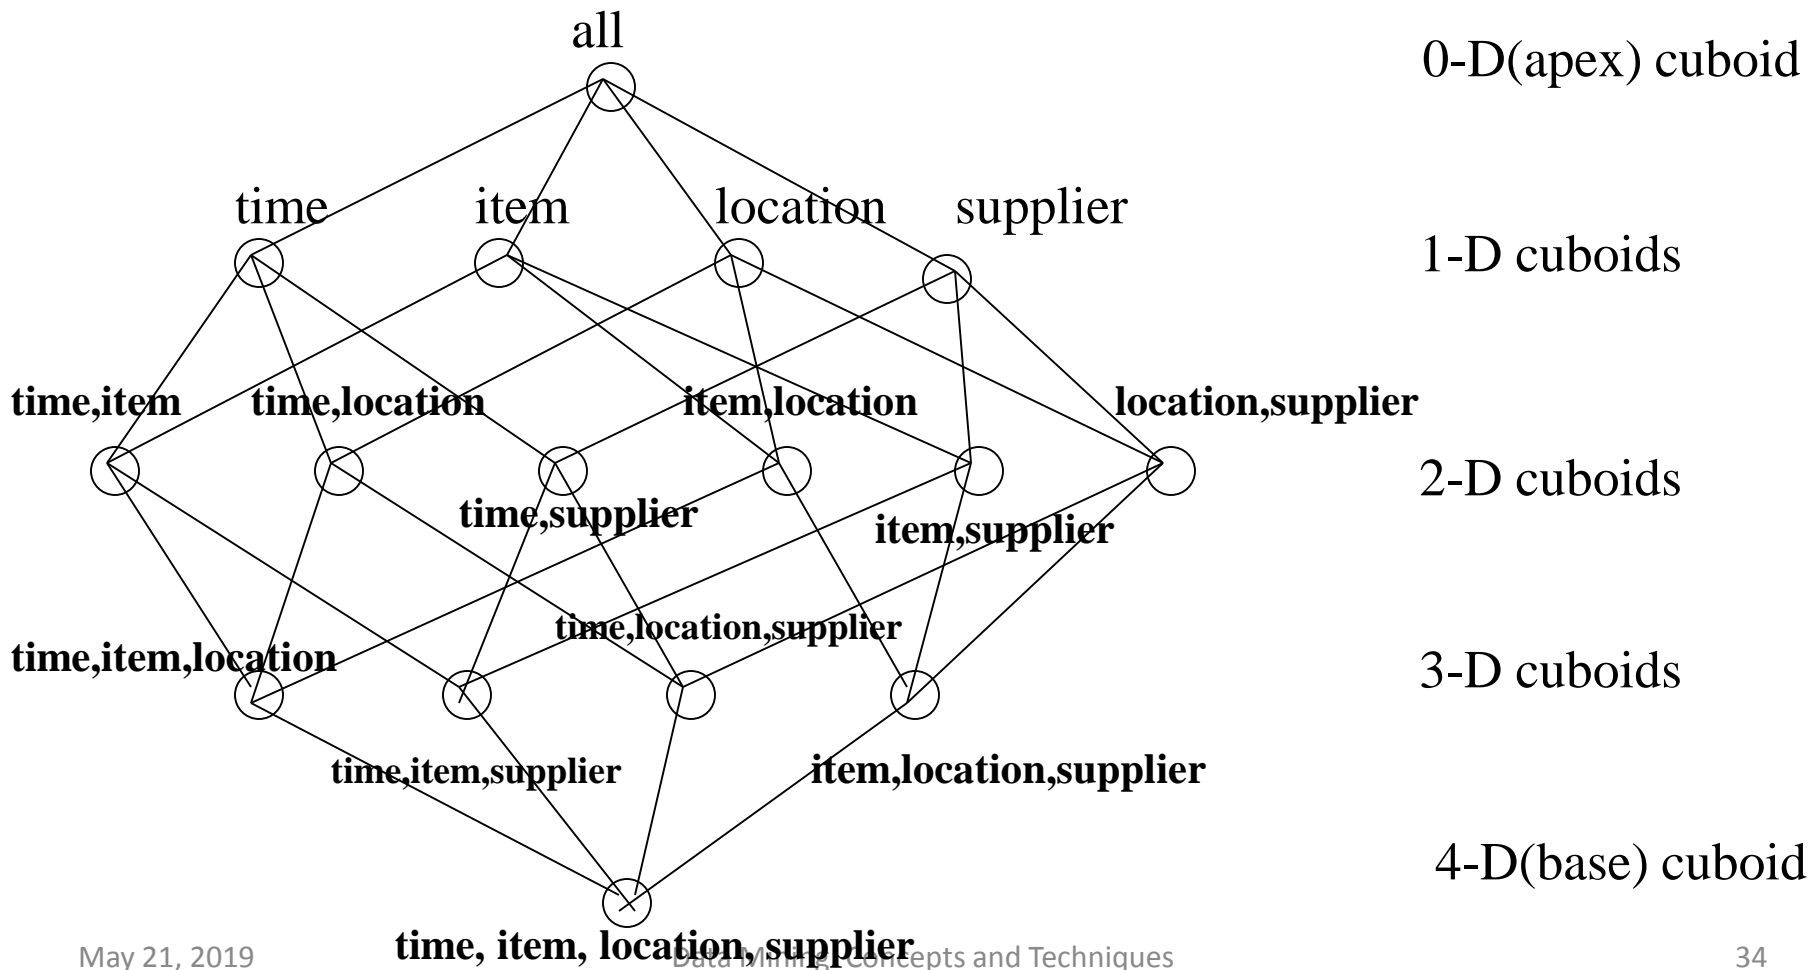 all
0-D(apex) cuboid
time
item
location
supplier
1-D cuboids
time,item
time,location
item,location
location,supplier
2-D cuboids
time,supplier
item,supplier
time,location,supplier
time,item,location
3-D cuboids
time,item,supplier
item,location,supplier
4-D(base) cuboid
time, item, location, supplier
May 21, 2019
Data Mining: Concepts and Techniques
34